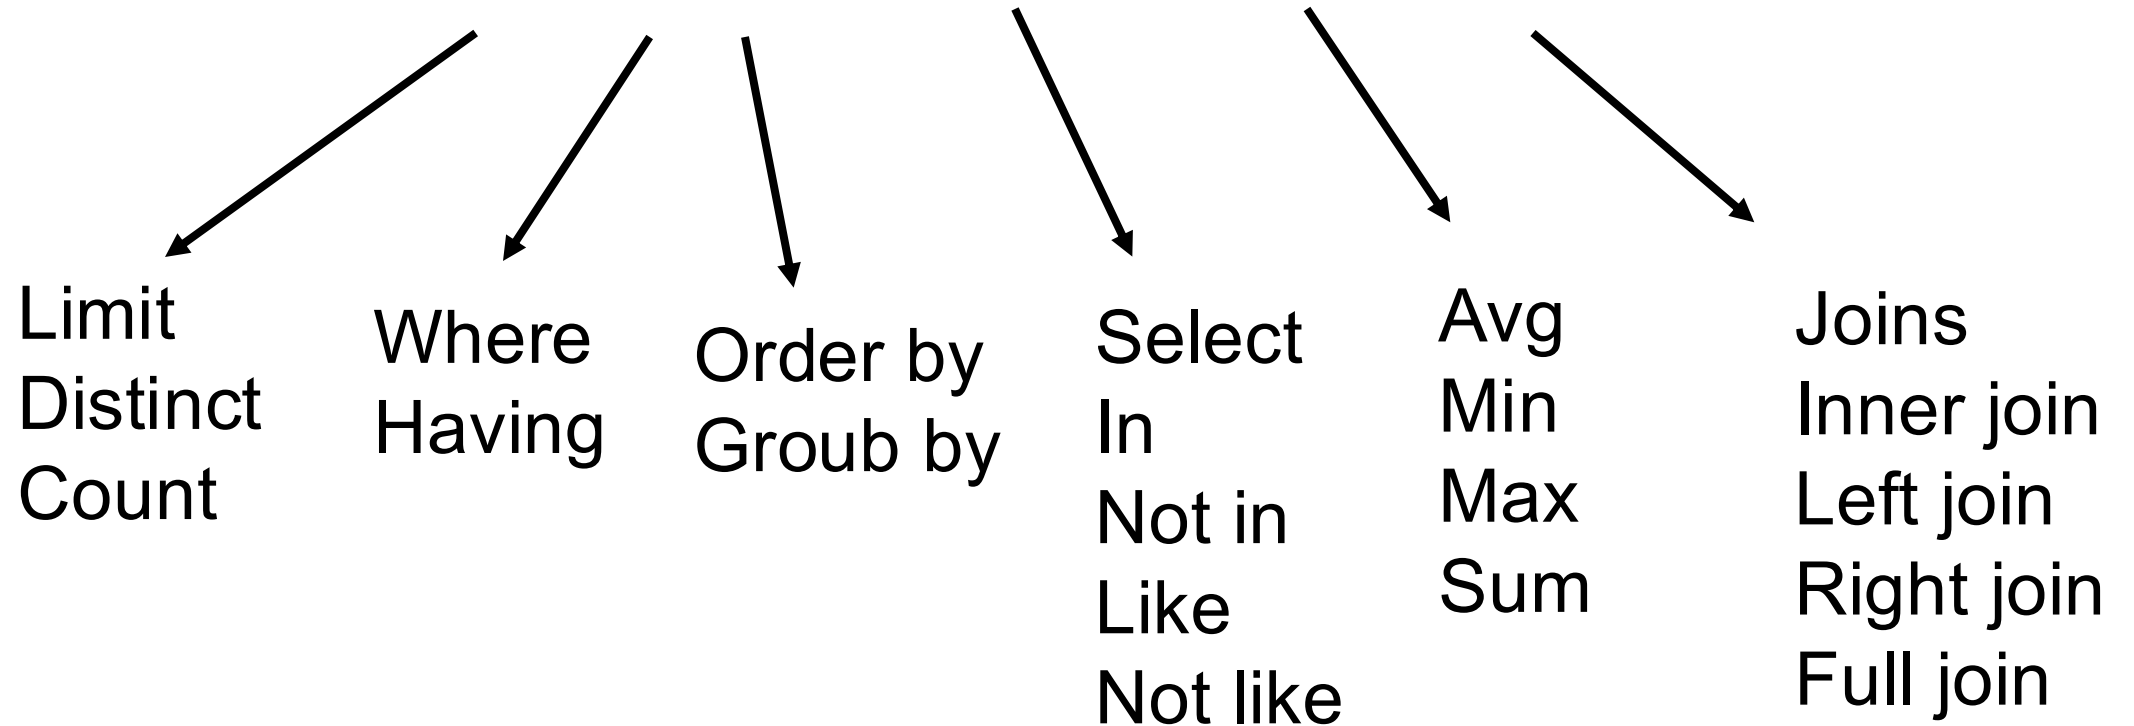 Limit
Distinct
Count
Where
Having
Order by
Groub by
Select
In
Not in
Like
Not like
Avg
Min
Max
Sum
Joins
Inner join
Left join
Right join
Full join